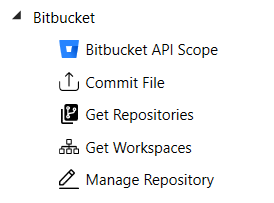 Bitbucket
Bitbucket API Scope
Commit File
Get Repositories
Get Workspaces
Manage Repository